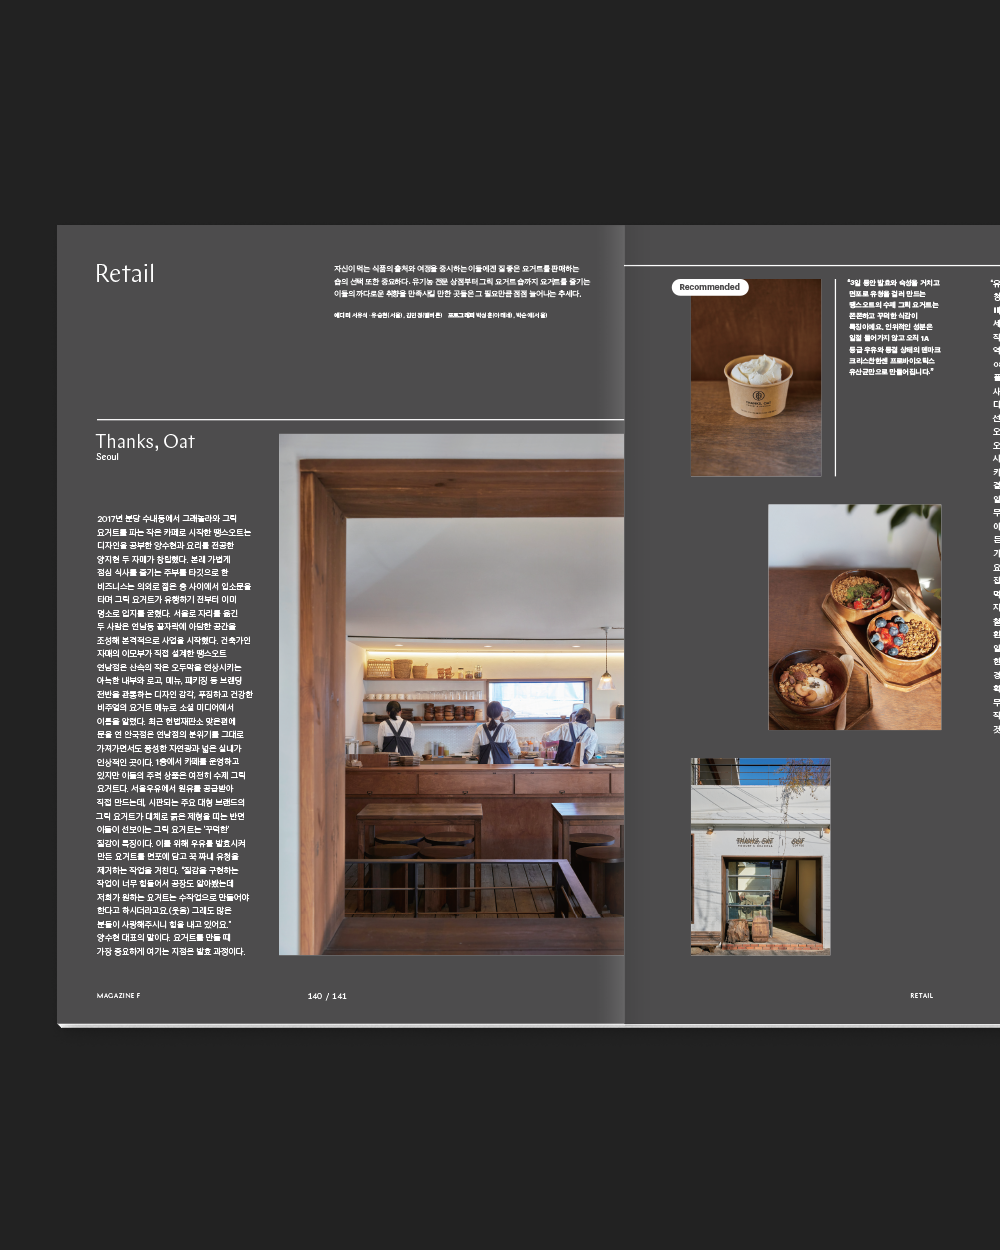 Retail
자신이 먹는 식품의 출처와 여정을 중시하는 이들에겐 질 좋은 요거트를 판매하는
숍의 선택 또한 중요하다. 유기농 전문 상점부터 그릭 요거트 숍까지 요거트를 즐기는
이들의 까다로운 취향을 만족시킬 만한 곳들은 그 필요만큼 점점 늘어나는 추세다.
에디터 서유석·유승현(서울),
Thanks, Oat
Seoul
2017년 분당 수내동에서 그래놀라와 그릭
요거트를 파는 작은 카페로 시작한 땡스오트는
디자인을 공부한 양수현과 요리를 전공한
양지현 두 자매가 창립했다. 본래 가볍게
점심 식사를 즐기는 주부를 타깃으로 한
비즈니스는 의외로 젊은 층 사이에서 입소문을
타며 그릭 요거트가 유행하기 전부터 이미
명소로 입지를 굳혔다. 서울로 자리를 옮긴
두 사람은 연남동 끝자락에 아담한 공간을
조성해 본격적으로 사업을 시작했다. 건축가인
자매의 이모부가 직접 설계한 땡스오트
연남점은 산속의 작은 오두막을 연상시키는
아늑한 내부와 로고, 메뉴, 패키징 등 브랜딩
전반을 관통하는 디자인 감각, 푸짐하고 건강한
비주얼의 요거트 메뉴로 소셜 미디어에서
이름을 알렸다. 최근 헌법재판소 맞은편에
문을 연 안국점은 연남점의 분위기를 그대로
가져가면서도 풍성한 자연광과 넓은 실내가
인상적인 곳이다. 1층에서 카페를 운영하고
있지만 이들의 주력 상품은 여전히 수제 그릭
요거트다. 서울우유에서 원유를 공급받아
직접 만드는데, 시판되는 주요 대형 브랜드의
그릭 요거트가 대체로 묽은 제형을 띠는 반면
이들이 선보이는 그릭 요거트는 '꾸덕한'
질감이 특징이다. 이를 위해 우유를 발효시켜
만든 요거트를 면포에 담고 꼭 짜내 유청을
제거하는 작업을 거친다. "질감을 구현하는
작업이 너무 힘들어서 공장도 알아봤는데
저희가 원하는 요거트는 수작업으로 만들어야
한다고 하시더라고요.(웃음) 그래도 많은
분들이 사랑해주시니 힘을 내고 있어요."
양수현 대표의 말이다. 요거트를 만들 때
가장 중요하게 여기는 지점은 발효 과정이다.
MAGAZINE F
140 / 141
Recommended
THANKS, OAT
"3일 동안 발효와 숙성을 거치고
면포로 유청을 걸러 만드는
땡스오트의 수제 그릭 요거트는
쫀쫀하고 꾸덕한 식감이
특징이에요. 인위적인 성분은
일절 들어가지 않고 오직 1A
등급 우유와 동결 상태의 덴마크
크리스찬한센 프로바이오틱스
유산균만으로 만들어집니다."
THANKS, OAT
RETAIL